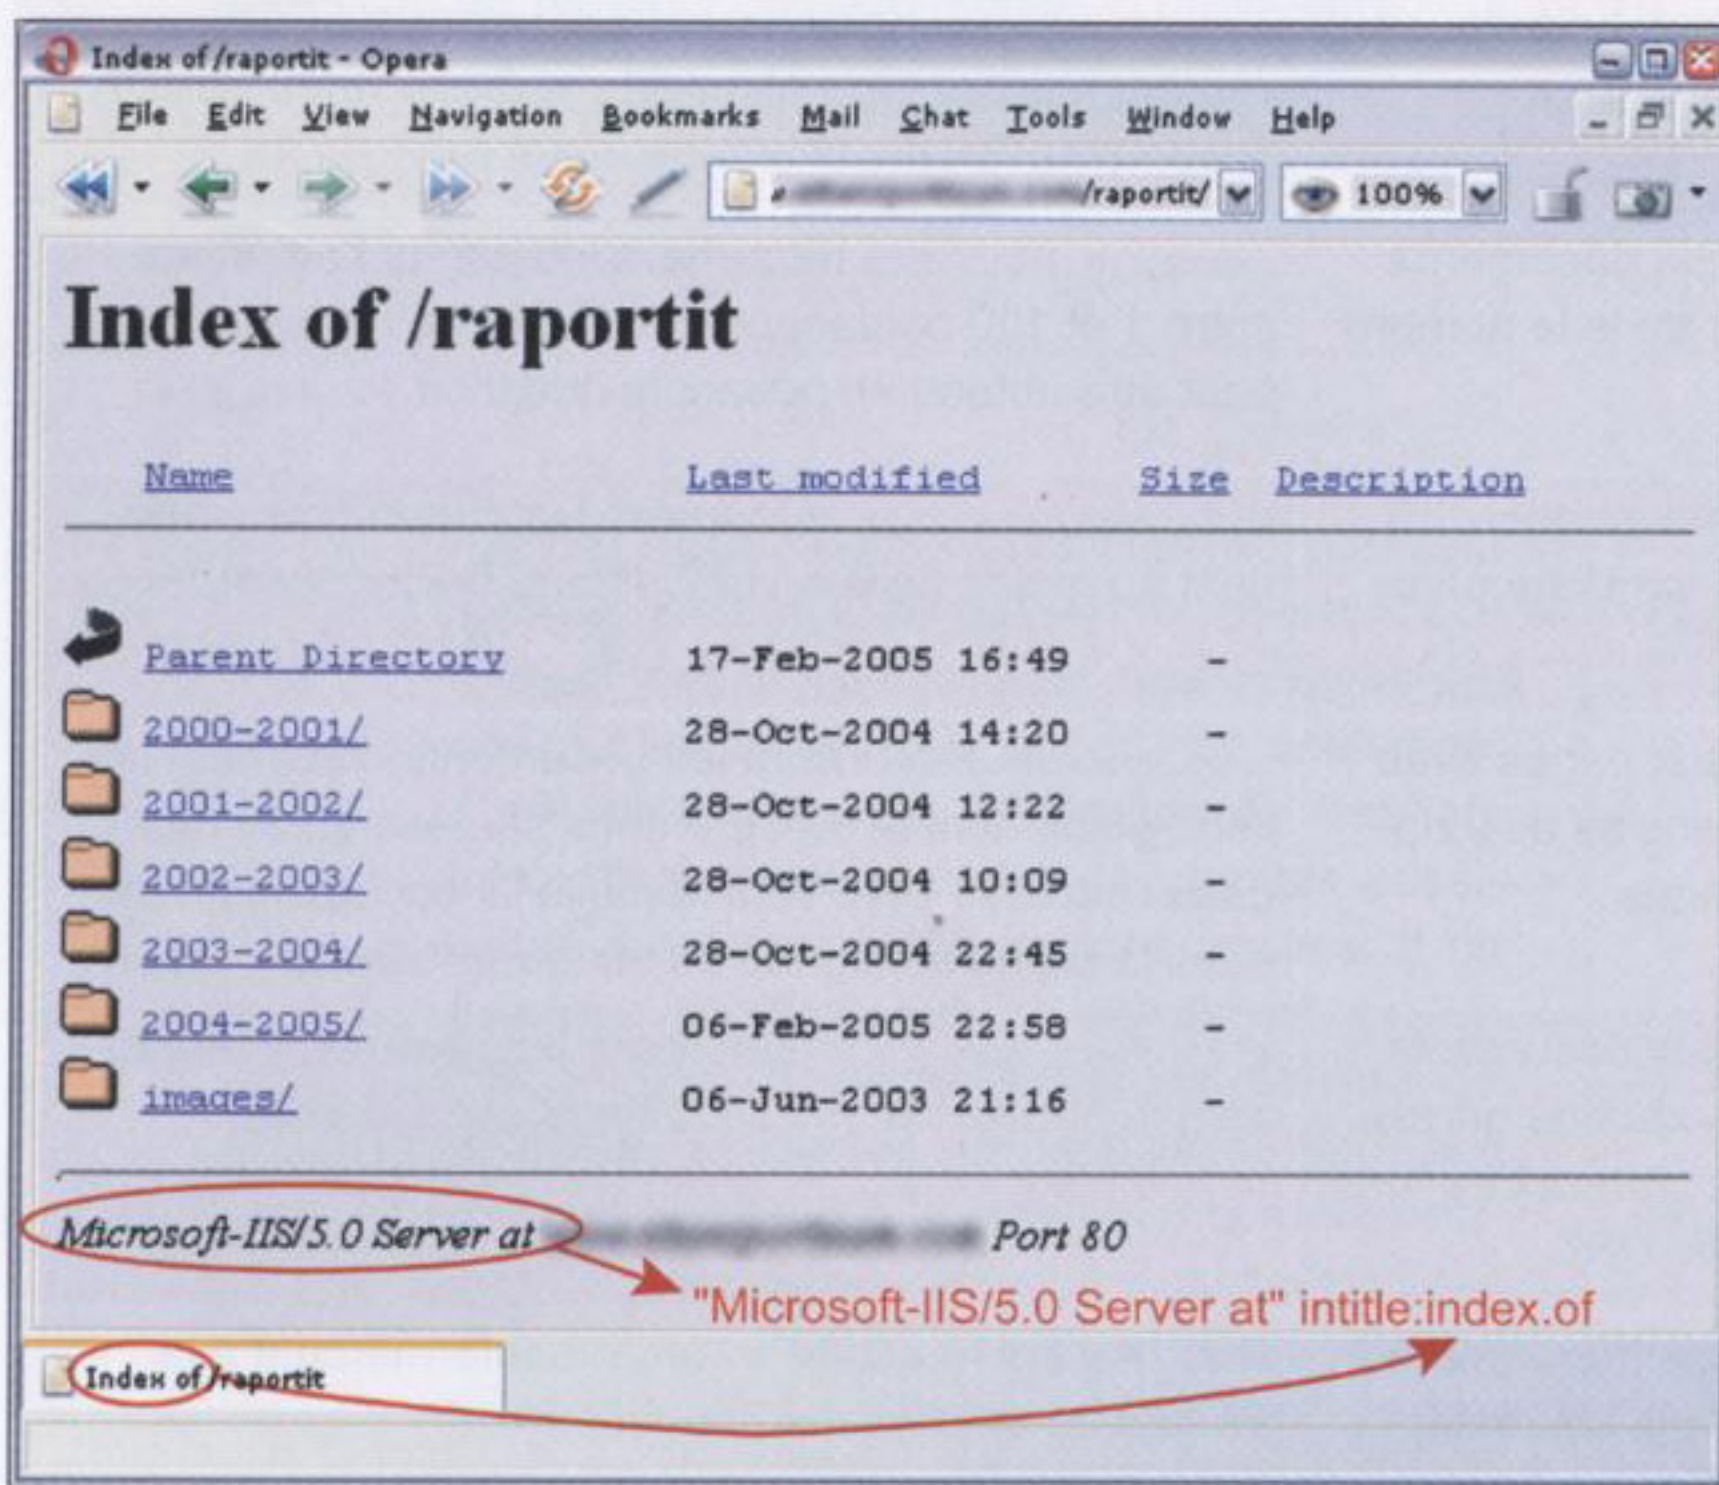 Index of /raportit - Opera
File Edit View Navigation Bookmarks Mail Chat Tools Window Help
/raportit/ 100%
Index of /raportit
Name Last modified Size Description
Parent Directory 17-Feb-2005 16:49 -
2000-2001/ 28-Oct-2004 14:20 -
2001-2002/ 28-Oct-2004 12:22 -
2002-2003/ 28-Oct-2004 10:09 -
2003-2004/ 28-Oct-2004 22:45 -
2004-2005/ 06-Feb-2005 22:58 -
images/ 06-Jun-2003 21:16 -
Microsoft-IIS/5.0 Server at Port 80
"Microsoft-IIS/5.0 Server at" intitle:index.of
Index of /raportit